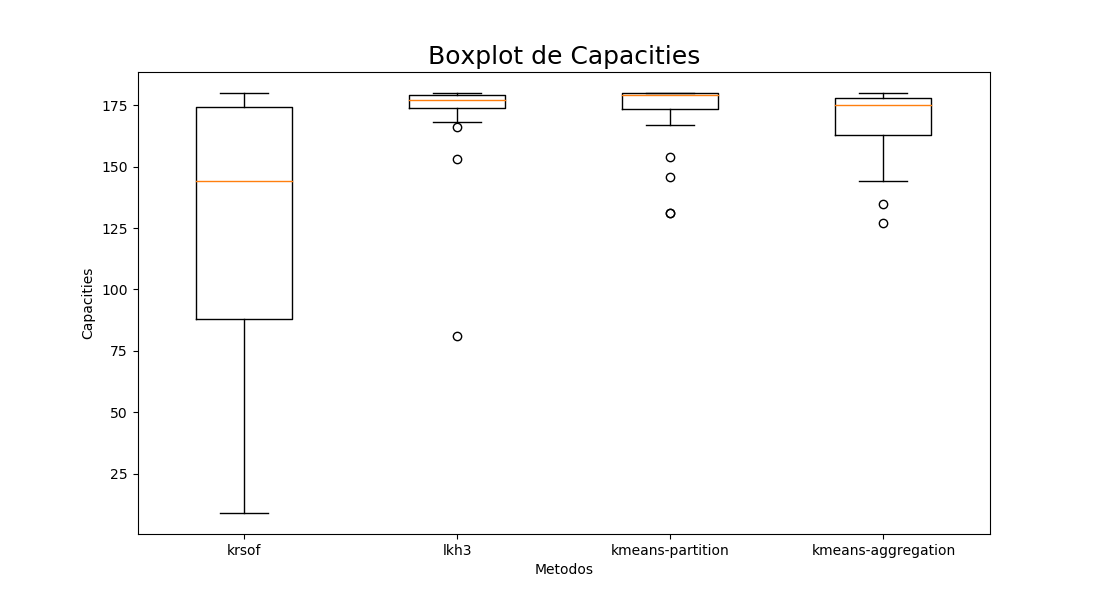 Boxplot de Capacities
175
150
125
100
75
50
25
Capacities
krsof lkh3 kmeans-partition kmeans-aggregation
Metodos